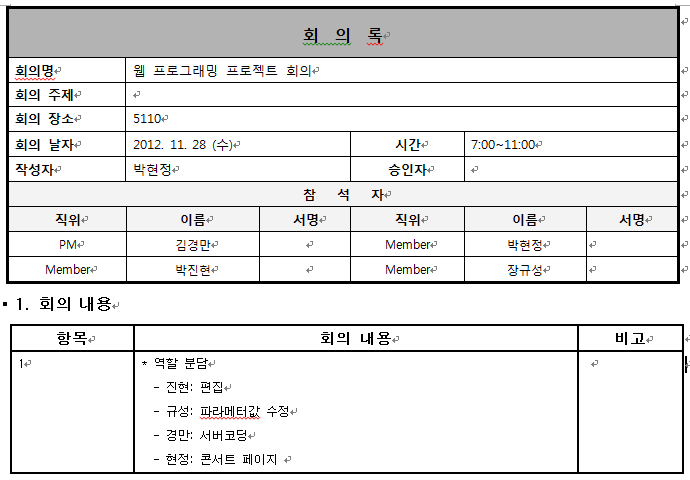 회 의 록
회의명 웹 프로그래밍 프로젝트 회의
회의 주제
회의 장소 5110
회의 날자 2012. 11. 28 (수) 시간 7:00~11:00
작성자 박현정 승인자
참 석 자
직위 이름 서명 직위 이름 서명
PM 김경만 Member 박현정
Member 박진현 Member 장규성
1. 회의 내용
항목 회의 내용 비고
1 * 역할 분담
- 진현: 편집
- 규성: 파라메터값 수정
- 경만: 서버코딩
- 현정: 콘서트 페이지